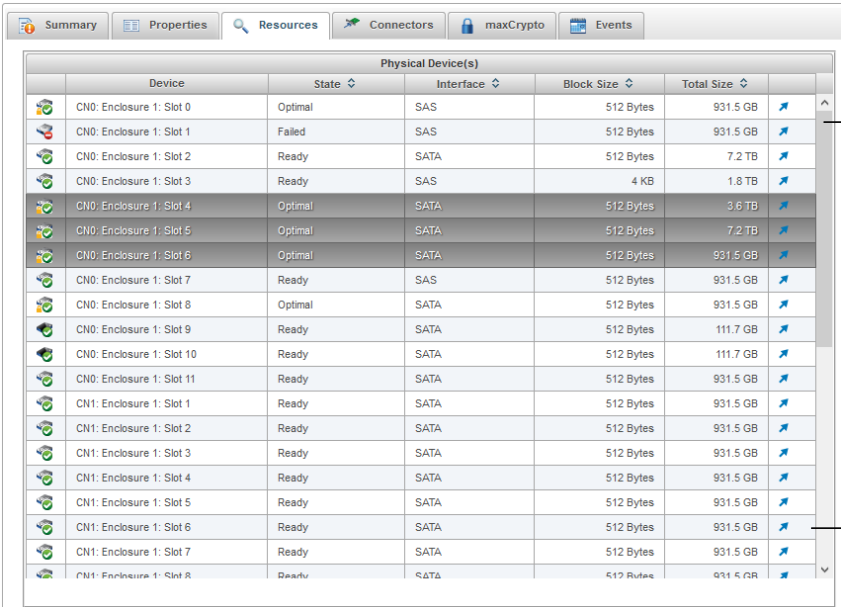 Summary Properties Resources Connectors maxCrypto Events
Physical Device(s)
Device State Interface Block Size Total Size
CN0: Enclosure 1: Slot 0 Optimal SAS 512 Bytes 931.5 GB
CN0: Enclosure 1: Slot 1 Failed SAS 512 Bytes 931.5 GB
CN0: Enclosure 1: Slot 2 Ready SATA 512 Bytes 7.2 TB
CN0: Enclosure 1: Slot 3 Ready SAS 4 KB 1.8 TB
CN0: Enclosure 1: Slot 4 Optimal SATA 512 Bytes 3.6 TB
CN0: Enclosure 1: Slot 5 Optimal SATA 512 Bytes 7.2 TB
CN0: Enclosure 1: Slot 6 Optimal SATA 512 Bytes 931.5 GB
CN0: Enclosure 1: Slot 7 Ready SAS 512 Bytes 931.5 GB
CN0: Enclosure 1: Slot 8 Optimal SATA 512 Bytes 931.5 GB
CN0: Enclosure 1: Slot 9 Ready SATA 512 Bytes 111.7 GB
CN0: Enclosure 1: Slot 10 Ready SATA 512 Bytes 111.7 GB
CN0: Enclosure 1: Slot 11 Ready SATA 512 Bytes 931.5 GB
CN1: Enclosure 1: Slot 1 Ready SATA 512 Bytes 931.5 GB
CN1: Enclosure 1: Slot 2 Ready SATA 512 Bytes 931.5 GB
CN1: Enclosure 1: Slot 3 Ready SATA 512 Bytes 931.5 GB
CN1: Enclosure 1: Slot 4 Ready SATA 512 Bytes 931.5 GB
CN1: Enclosure 1: Slot 5 Ready SATA 512 Bytes 931.5 GB
CN1: Enclosure 1: Slot 6 Ready SATA 512 Bytes 931.5 GB
CN1: Enclosure 1: Slot 7 Ready SATA 512 Bytes 931.5 GB
CN1: Enclosure 1: Slot 8 Ready SATA 512 Bytes 931.5 GB